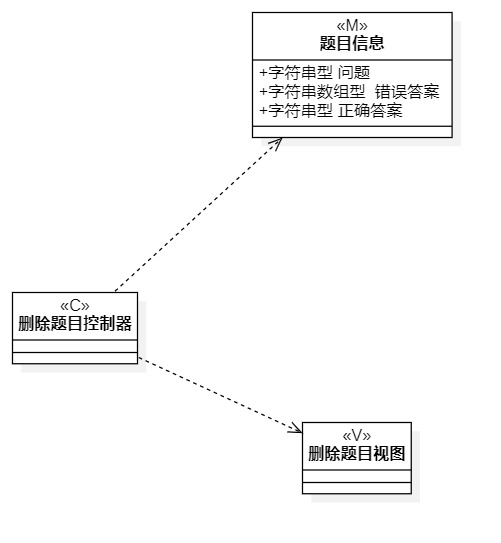 «M»
题目信息
+字符串型 问题
+字符串数组型 错误答案
+字符串型 正确答案
«C»
删除题目控制器
«V»
删除题目视图